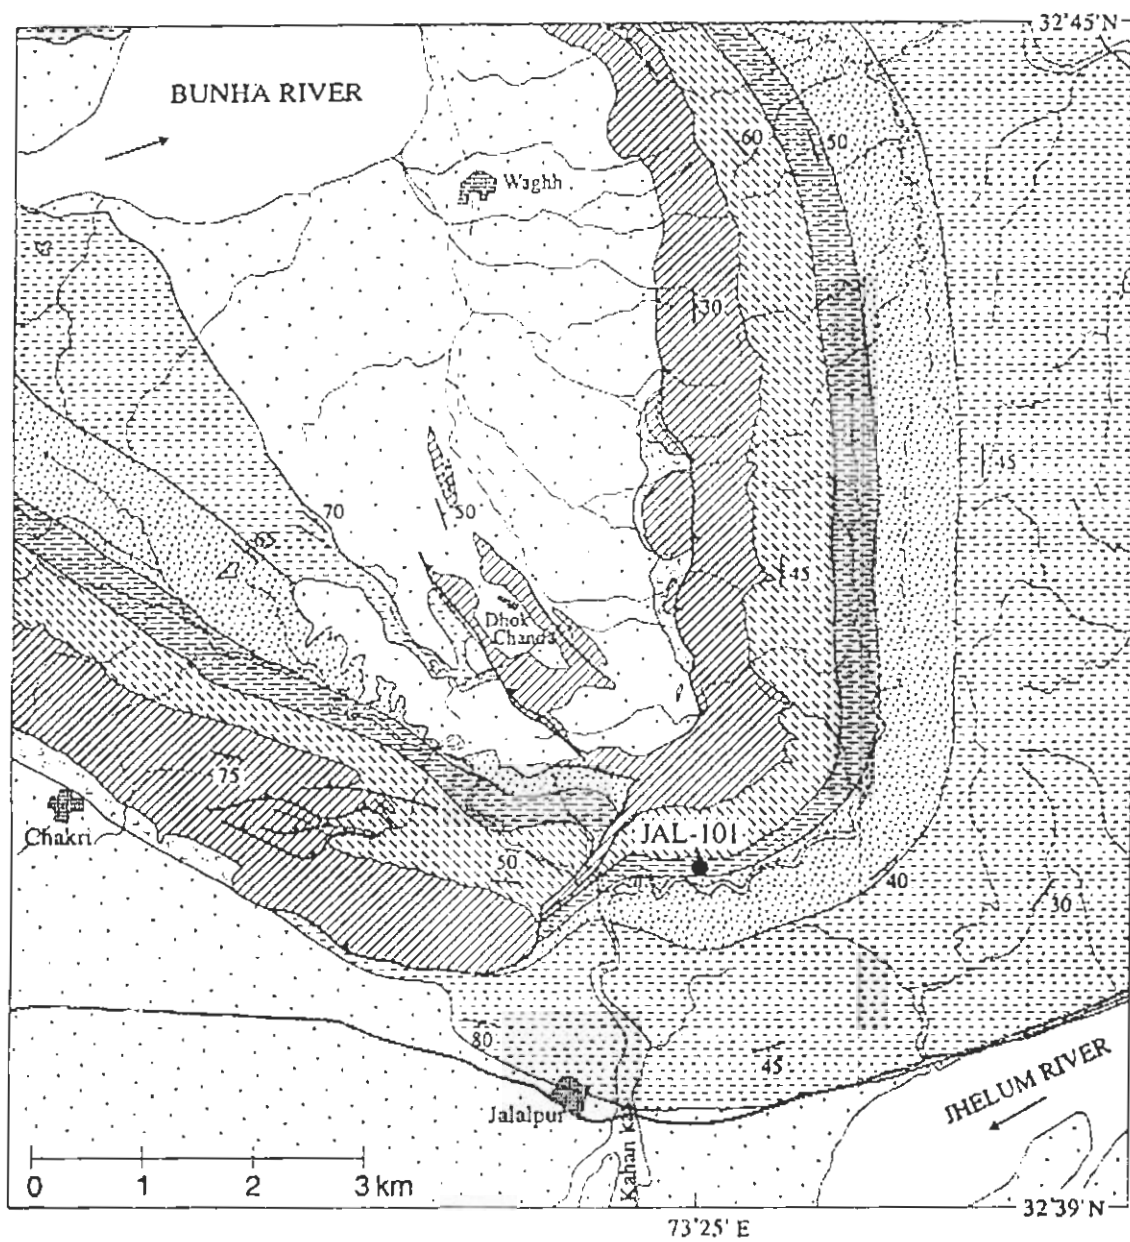 32°45'N
BUNHA RIVER
60
50
Waghh
30
45
70
50
45
Dhok
Chanda
75
Chakri
JAL-101
50
40
30
80
45
JHELUM RIVER
Jalalpur
Kahan
0 1 2 3 km
32°39' N
73°25' E